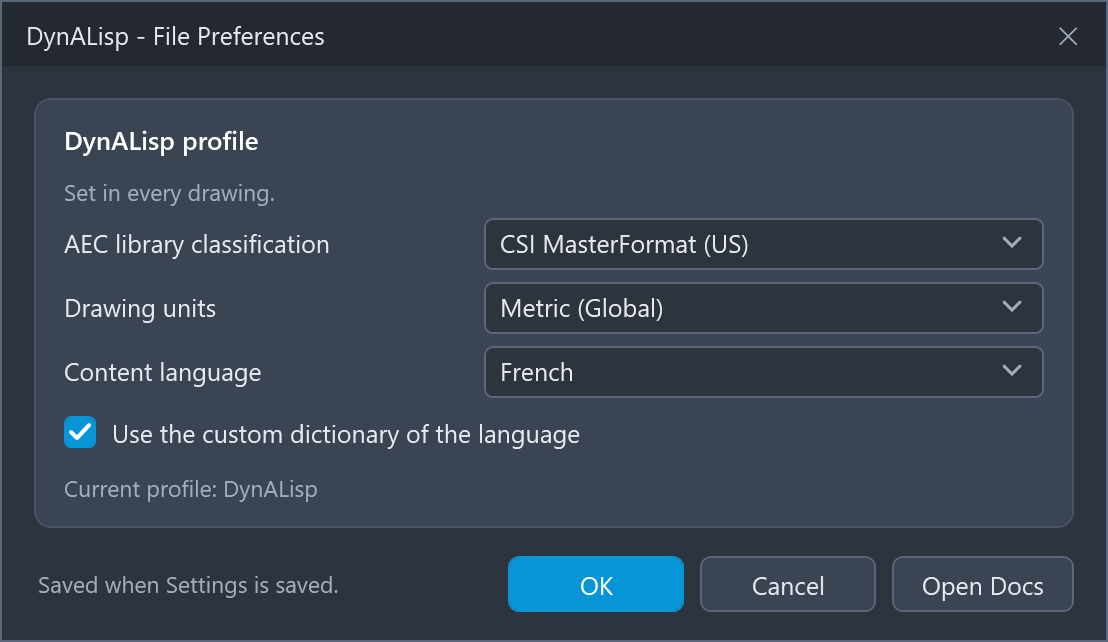 DynALisp - File Preferences
DynALisp profile
Set in every drawing.
AEC library classification
CSI MasterFormat (US)
Drawing units
Metric (Global)
Content language
French
Use the custom dictionary of the language
Current profile: DynALisp
Saved when Settings is saved.
OK
Cancel
Open Docs